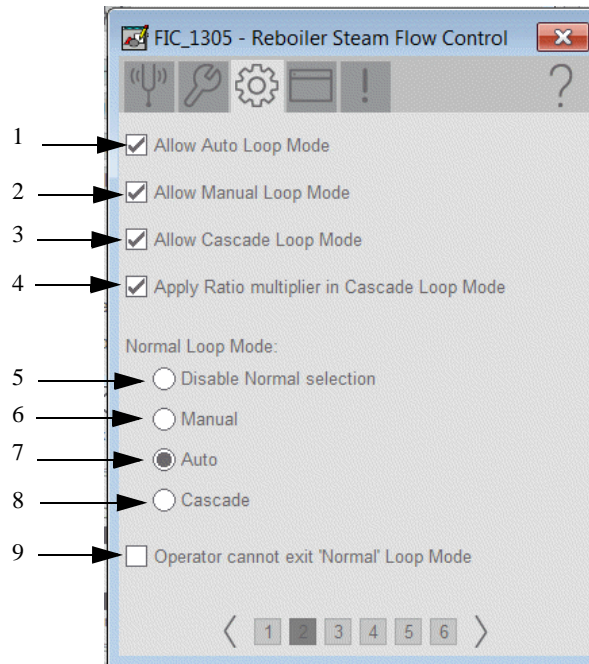 FIC_1305 - Reboiler Steam Flow Control
?
1 Allow Auto Loop Mode
2 Allow Manual Loop Mode
3 Allow Cascade Loop Mode
4 Apply Ratio multiplier in Cascade Loop Mode
Normal Loop Mode:
5 Disable Normal selection
6 Manual
7 Auto
8 Cascade
9 Operator cannot exit 'Normal' Loop Mode
1 2 3 4 5 6